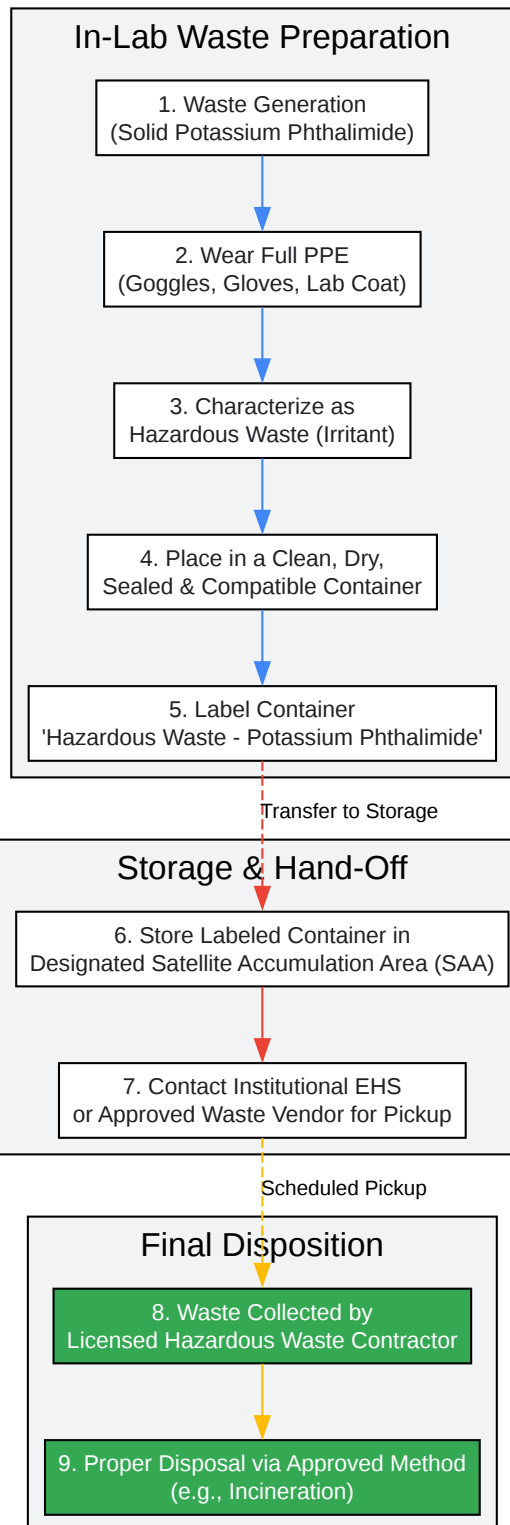 In-Lab Waste Preparation
1. Waste Generation
(Solid Potassium Phthalimide)
2. Wear Full PPE
(Goggles, Gloves, Lab Coat)
3. Characterize as
Hazardous Waste (Irritant)
4. Place in a Clean, Dry,
Sealed & Compatible Container
5. Label Container
'Hazardous Waste - Potassium Phthalimide'
Transfer to Storage
Storage & Hand-Off
6. Store Labeled Container in
Designated Satellite Accumulation Area (SAA)
7. Contact Institutional EHS
or Approved Waste Vendor for Pickup
Scheduled Pickup
Final Disposition
8. Waste Collected by
Licensed Hazardous Waste Contractor
9. Proper Disposal via Approved Method
(e.g., Incineration)